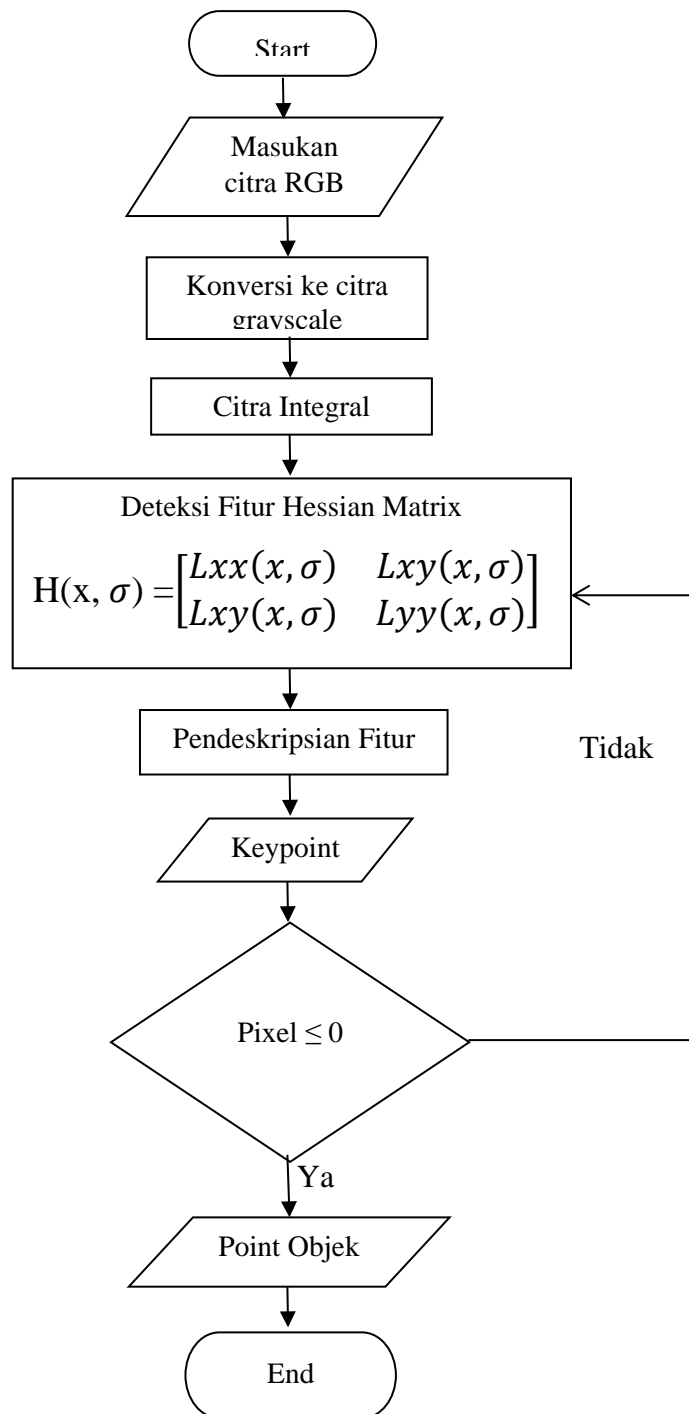 Start
Masukan
citra RGB
Konversi ke citra
grayscale
Citra Integral
Deteksi Fitur Hessian Matrix
H(x, σ) =[Lxx(x, σ) Lxy(x, σ)
Lxy(x, σ) Lyy(x, σ)]
Pendeskripsian Fitur
Tidak
Keypoint
Pixel ≤ 0
Ya
Point Objek
End